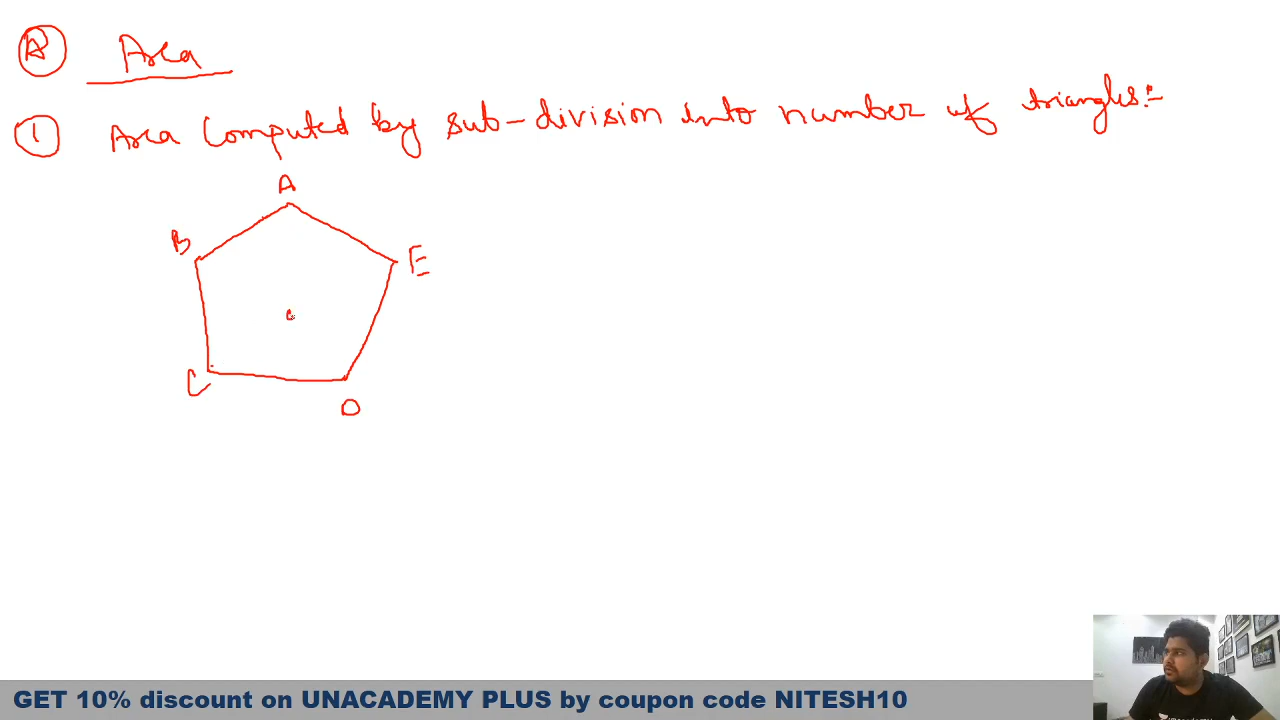 A Area
1 Area Computed by sub-division into number of triangles:-
A
B
E
C
D
GET 10% discount on UNACADEMY PLUS by coupon code NITESH10